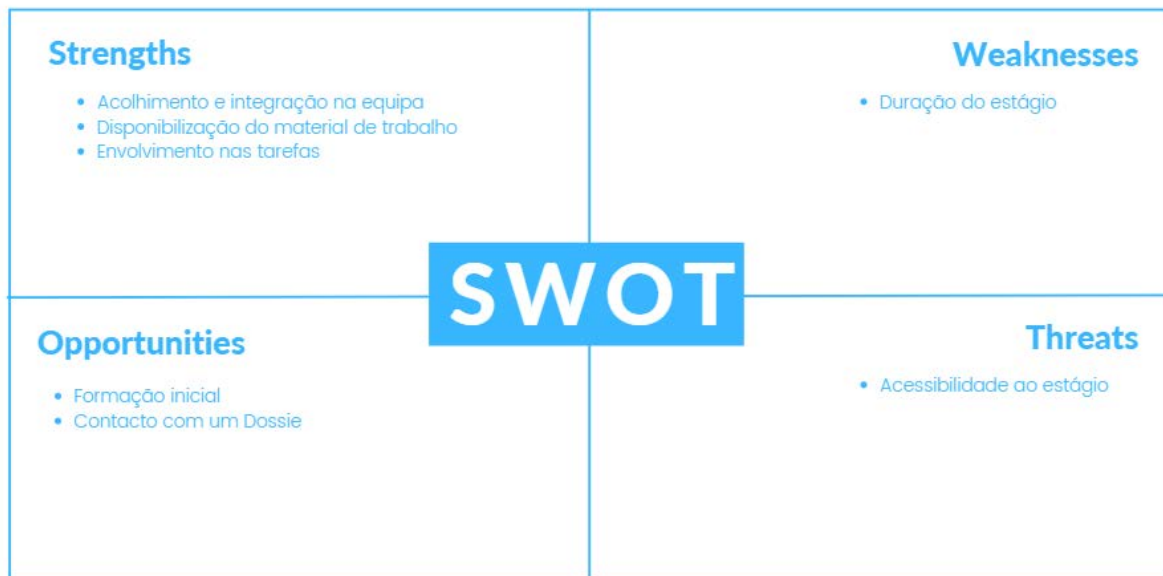 Strengths
• Acolhimento e integração na equipa
• Disponibilização do material de trabalho
• Envolvimento nas tarefas
Weaknesses
• Duração do estágio
SWOT
Opportunities
• Formação inicial
• Contacto com um Dossie
Threats
• Acessibilidade ao estágio